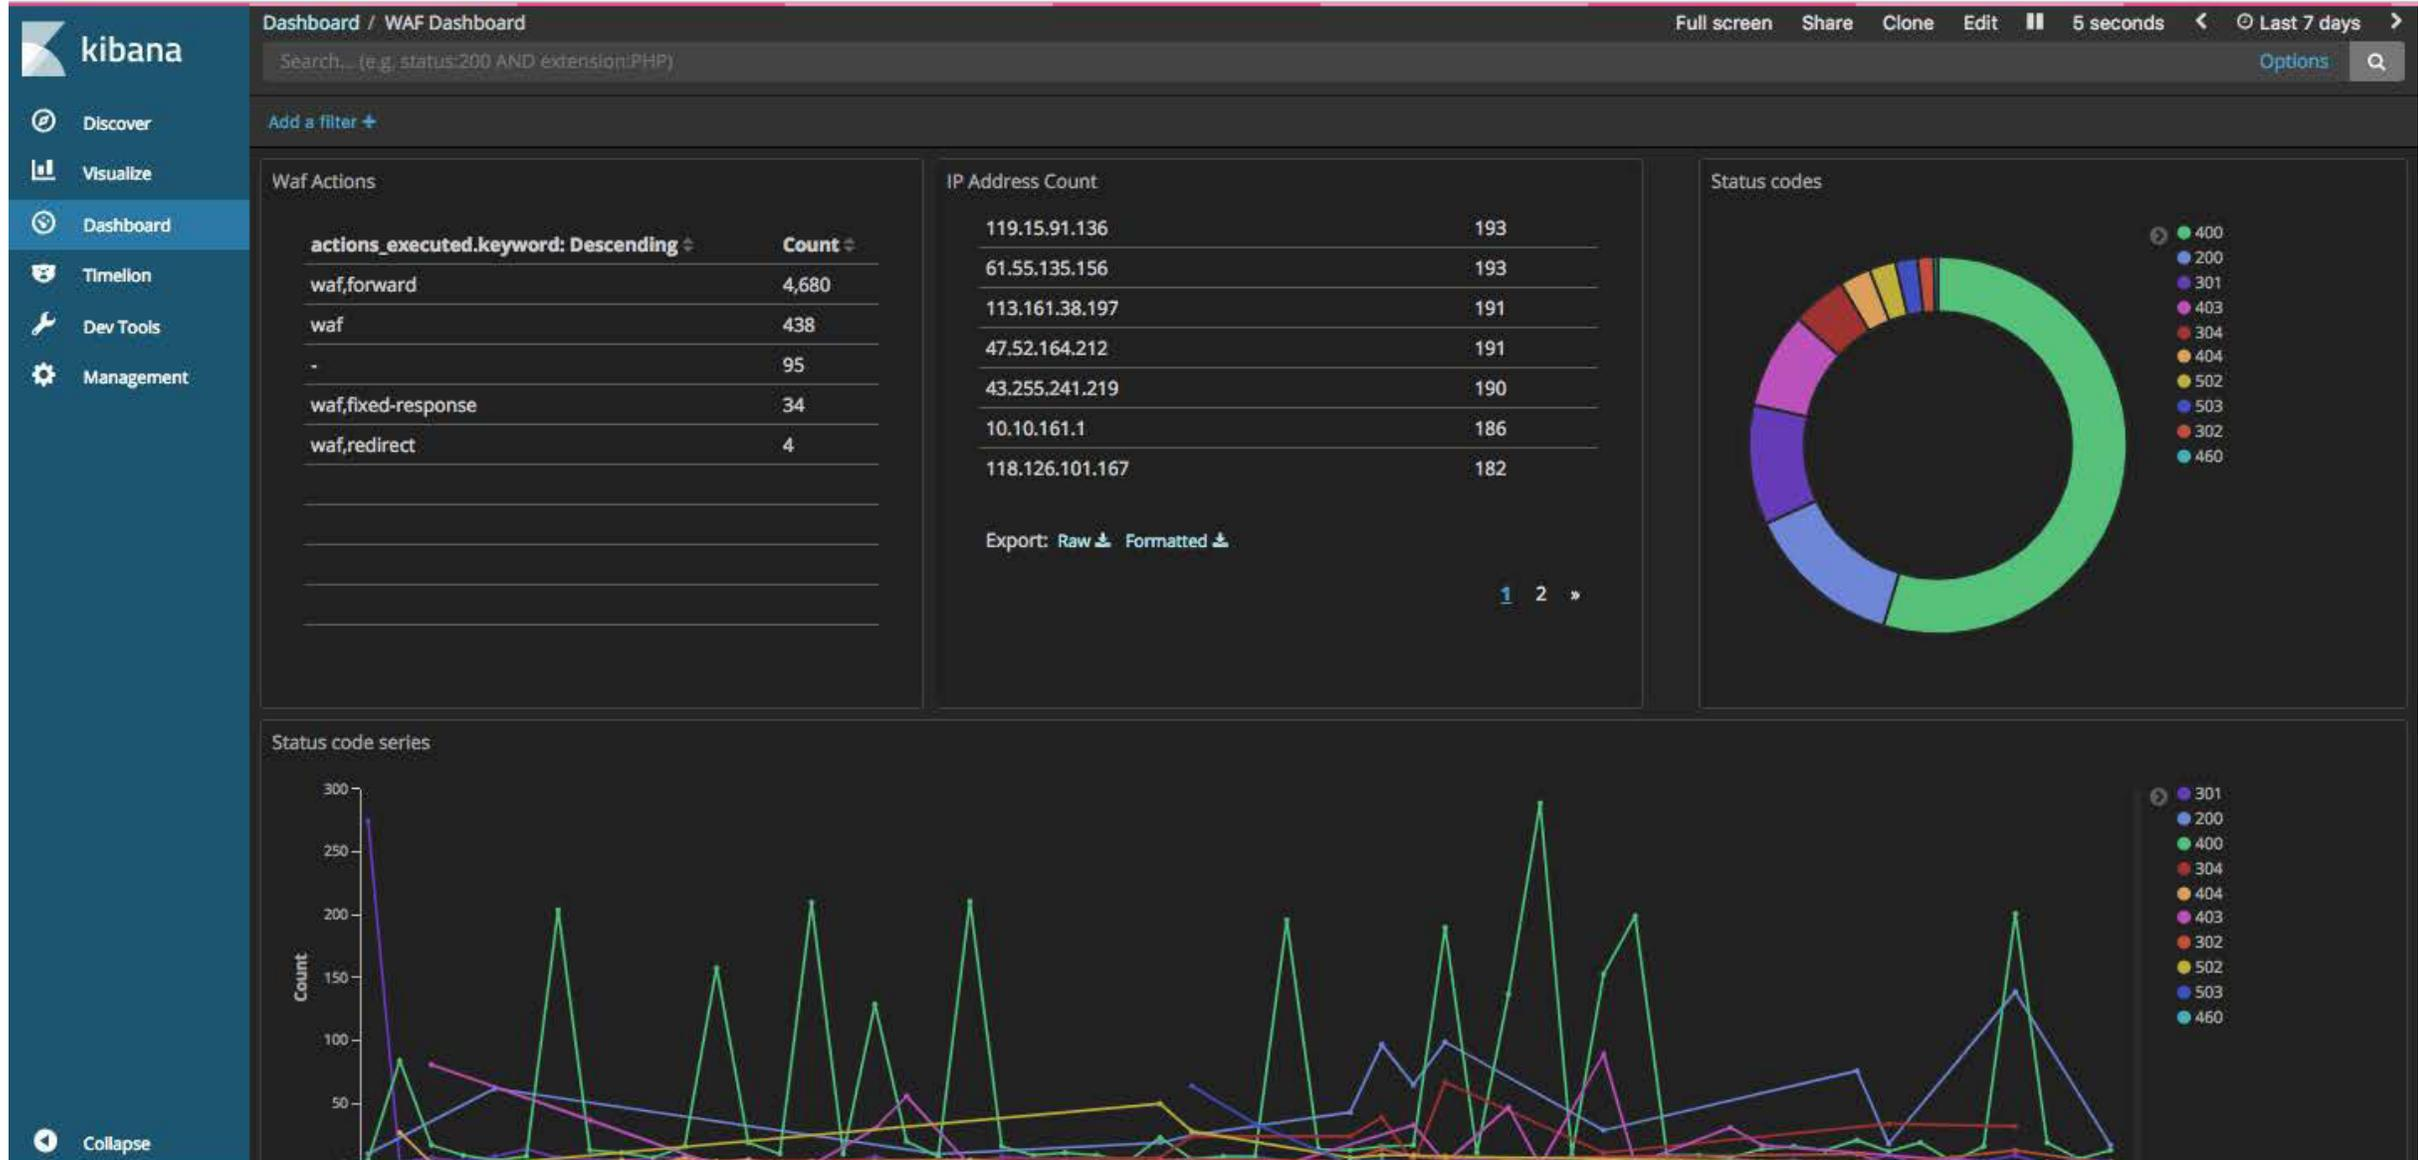 kibana
Discover
Visualize
Dashboard
Timelion
Dev Tools
Management
Collapse
Dashboard / WAF Dashboard
Full screen Share Clone Edit 5 seconds Last 7 days
Search... (e.g. status:200 AND extension:PHP)
Options
Add a filter +
Waf Actions
actions_executed.keyword: Descending Count
waf,forward 4,680
waf 438
- 95
waf,fixed-response 34
waf,redirect 4
IP Address Count
119.15.91.136 193
61.55.135.156 193
113.161.38.197 191
47.52.164.212 191
43.255.241.219 190
10.10.161.1 186
118.126.101.167 182
Export: Raw Formatted
1 2 »
Status codes
400
200
301
403
304
404
502
503
302
460
Status code series
300
250
200
150
100
50
Count
301
200
400
304
404
403
302
502
503
460